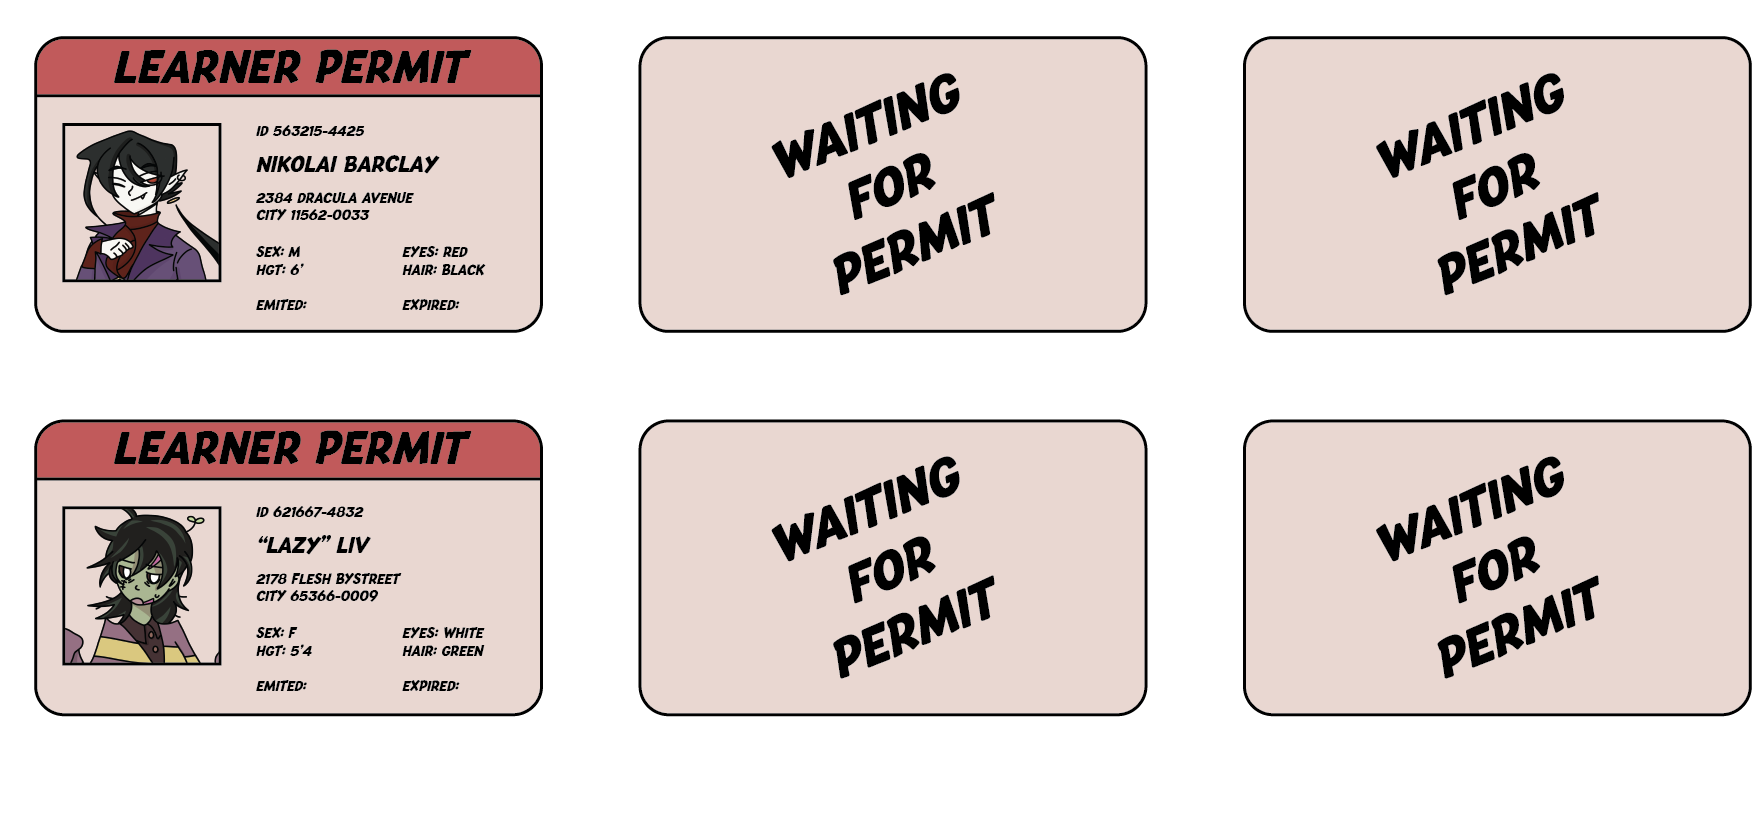 LEARNER PERMIT
ID 563215-4425
NIKOLAI BARCLAY
2384 DRACULA AVENUE
CITY 11562-0033
SEX: M EYES: RED
HGT: 6' HAIR: BLACK
EMITED: EXPIRED:
WAITING
FOR
PERMIT
WAITING
FOR
PERMIT
LEARNER PERMIT
ID 621667-4832
"LAZY" LIV
2178 FLESH BYSTREET
CITY 65366-0009
SEX: F EYES: WHITE
HGT: 5'4 HAIR: GREEN
EMITED: EXPIRED:
WAITING
FOR
PERMIT
WAITING
FOR
PERMIT